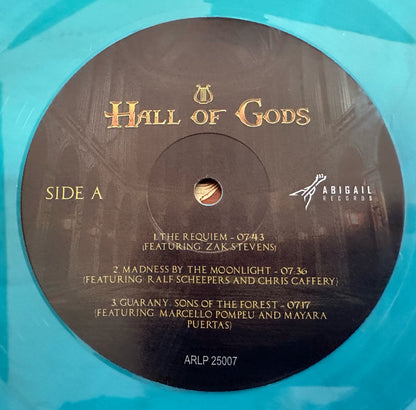 HALL OF GODS
SIDE A
ABIGAIL
RECORDS
1.THE REQUIEM - 07:43
(FEATURING: ZAK STEVENS)
2. MADNESS BY THE MOONLIGHT - 07:36
(FEATURING: RALF SCHEEPERS AND CHRIS CAFFERY)
3. GUARANY: SONS OF THE FOREST - 07:17
(FEATURING: MARCELLO POMPEU AND MAYARA
PUERTAS)
ARLP 25007